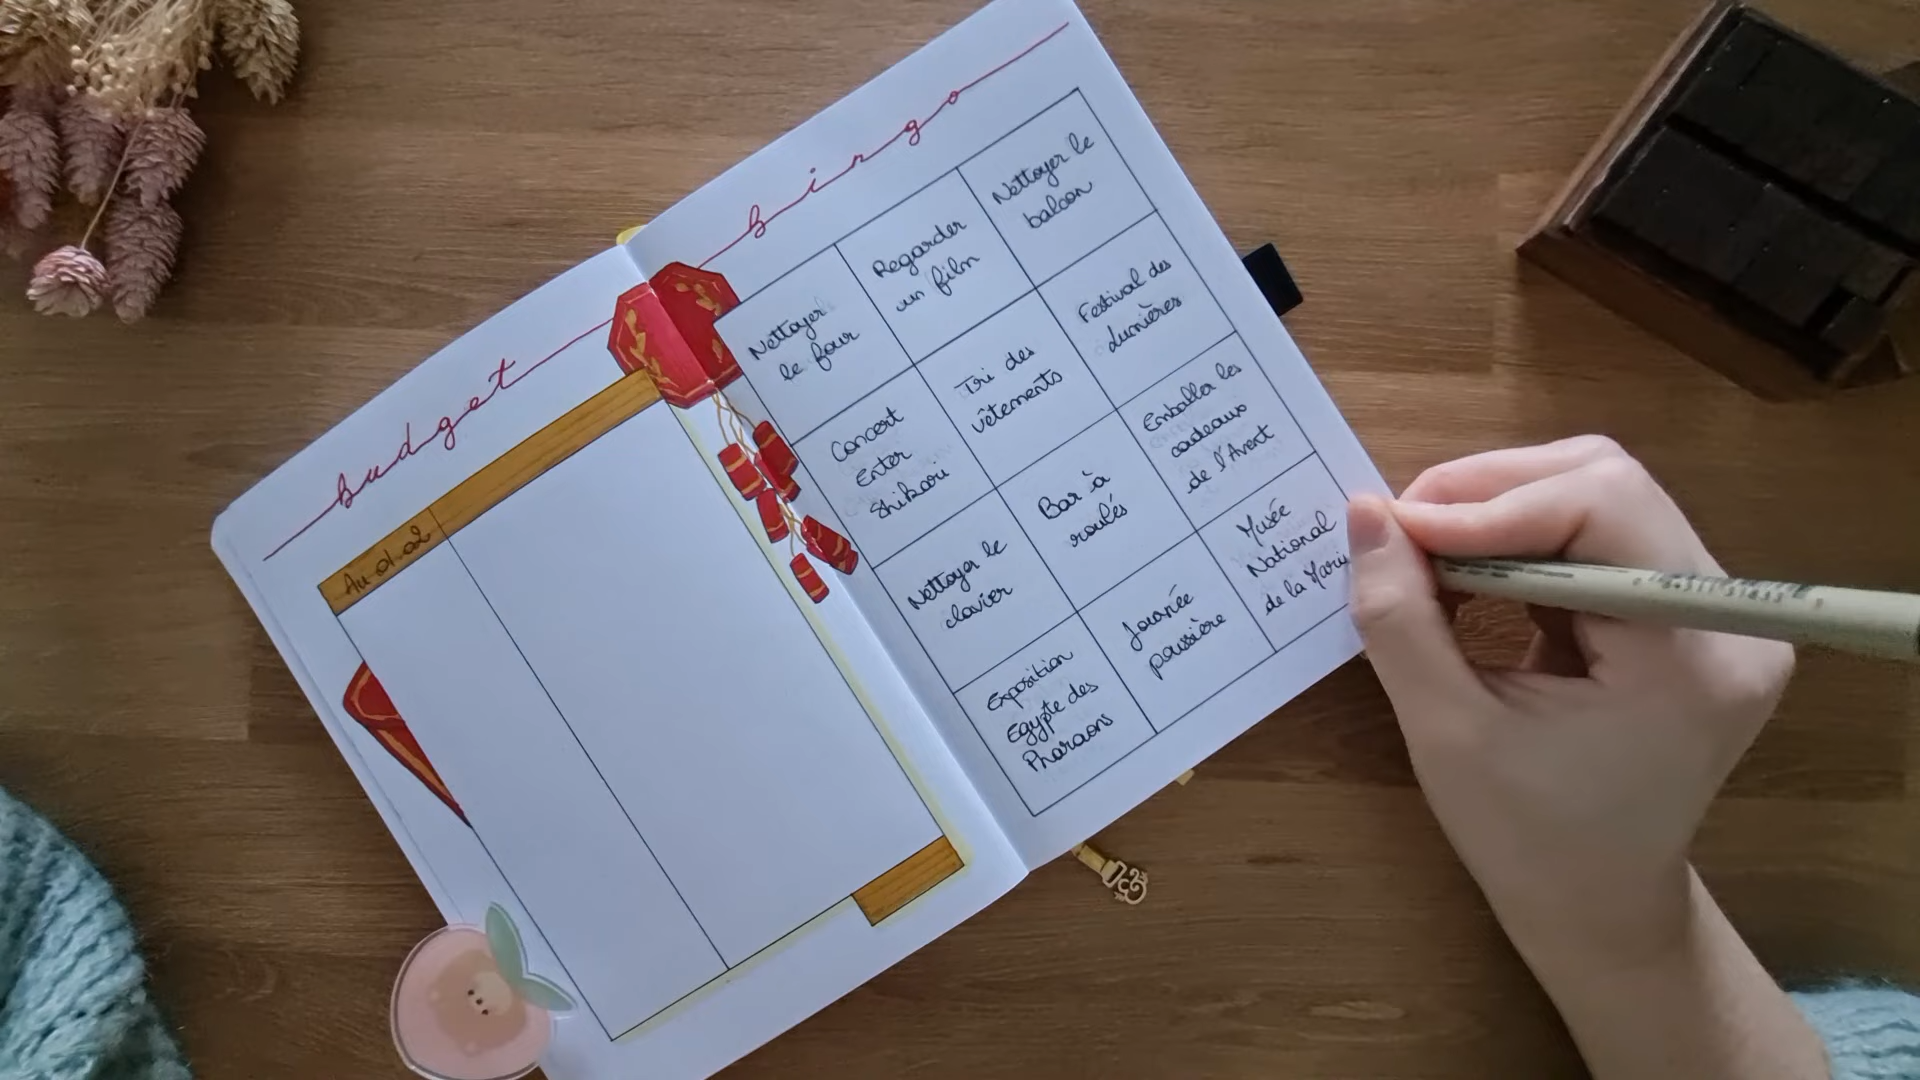 budget
Au 01.02
bingo
Nettoyer
le four
Regarder
un film
Nettoyer le
balcon
Concert
Enter
Shikari
Tri des
vêtements
Festival des
lumières
Nettoyer le
clavier
Bar à
roulés
Emballer les
cadeaux
de l'Avent
Exposition
Egypte des
Pharaons
Journée
poussière
Musée
National
de la Marin